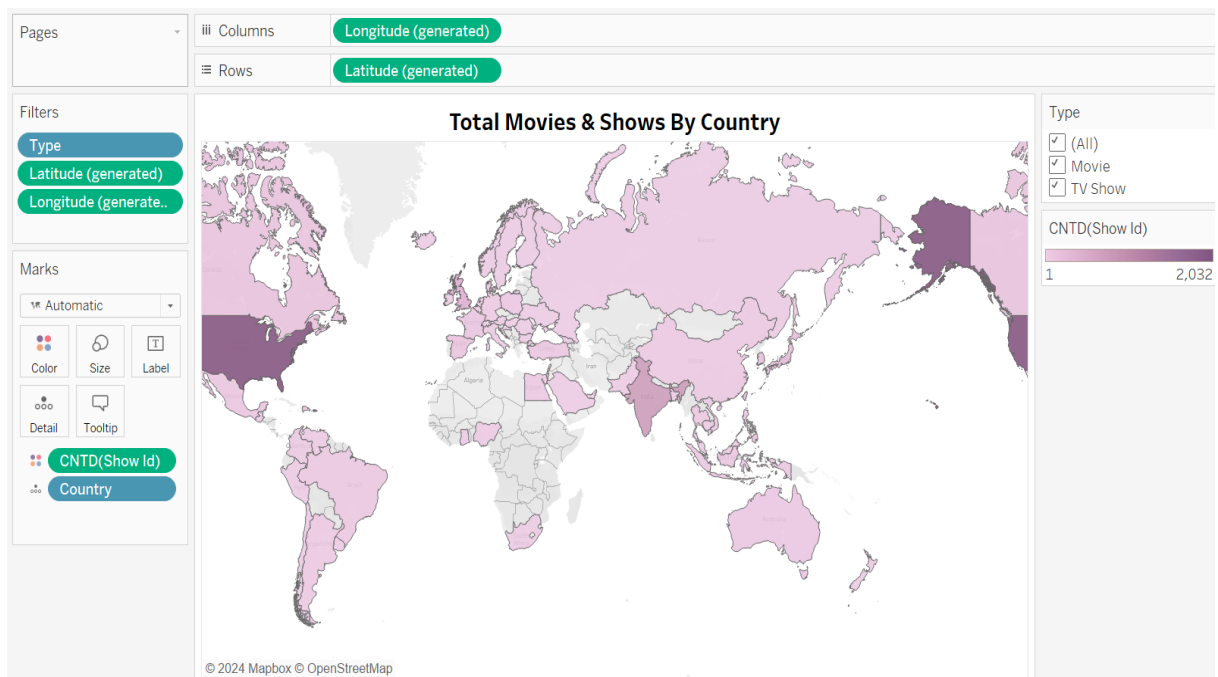 Pages
Columns
Longitude (generated)
Rows
Latitude (generated)
Filters
Type
Latitude (generated)
Longitude (generate..
Marks
Automatic
Color
Size
T
Label
Detail
Tooltip
CNTD(Show Id)
Country
Total Movies & Shows By Country
Algeria
Iran
© 2024 Mapbox © OpenStreetMap
Type
(All)
Movie
TV Show
CNTD(Show Id)
1
2,032